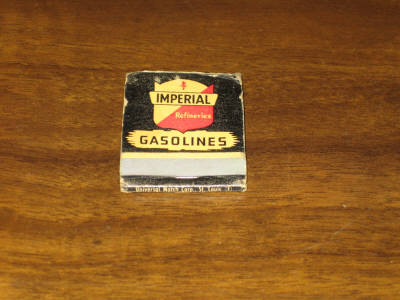 IMPERIAL
Refineries
GASOLINES
Universal Match Corp., St. Louis